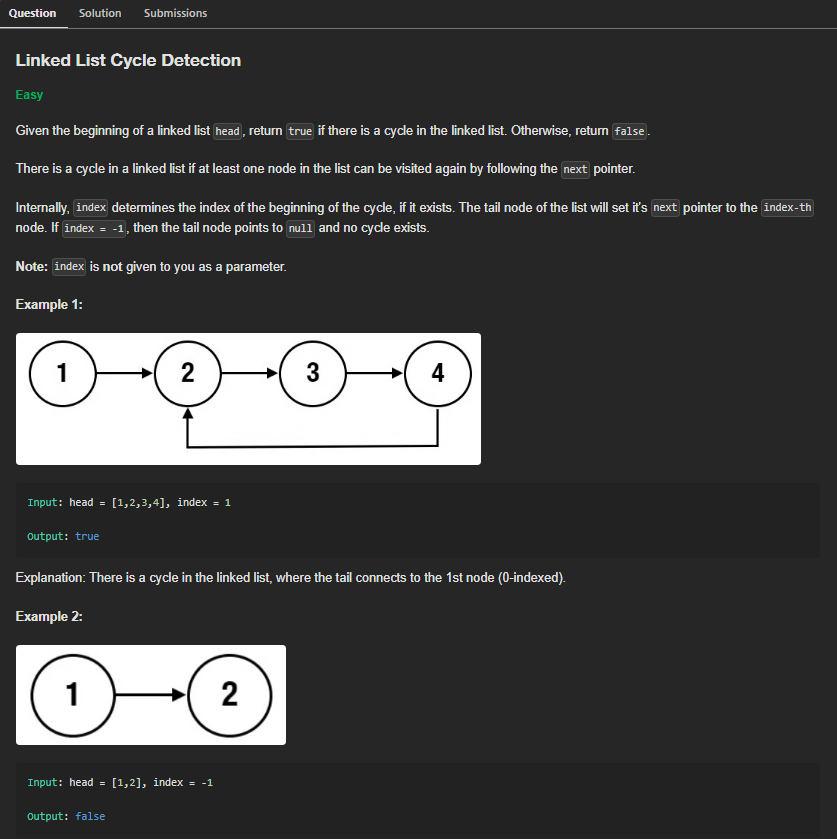 Question Solution Submissions
Linked List Cycle Detection
Easy
Given the beginning of a linked list head, return true if there is a cycle in the linked list. Otherwise, return false.
There is a cycle in a linked list if at least one node in the list can be visited again by following the next pointer.
Internally, index determines the index of the beginning of the cycle, if it exists. The tail node of the list will set it's next pointer to the index-th
node. If index = -1, then the tail node points to null and no cycle exists.
Note: index is not given to you as a parameter.
Example 1:
1 2 3 4
Input: head = [1,2,3,4], index = 1
Output: true
Explanation: There is a cycle in the linked list, where the tail connects to the 1st node (0-indexed).
Example 2:
1 2
Input: head = [1,2], index = -1
Output: false